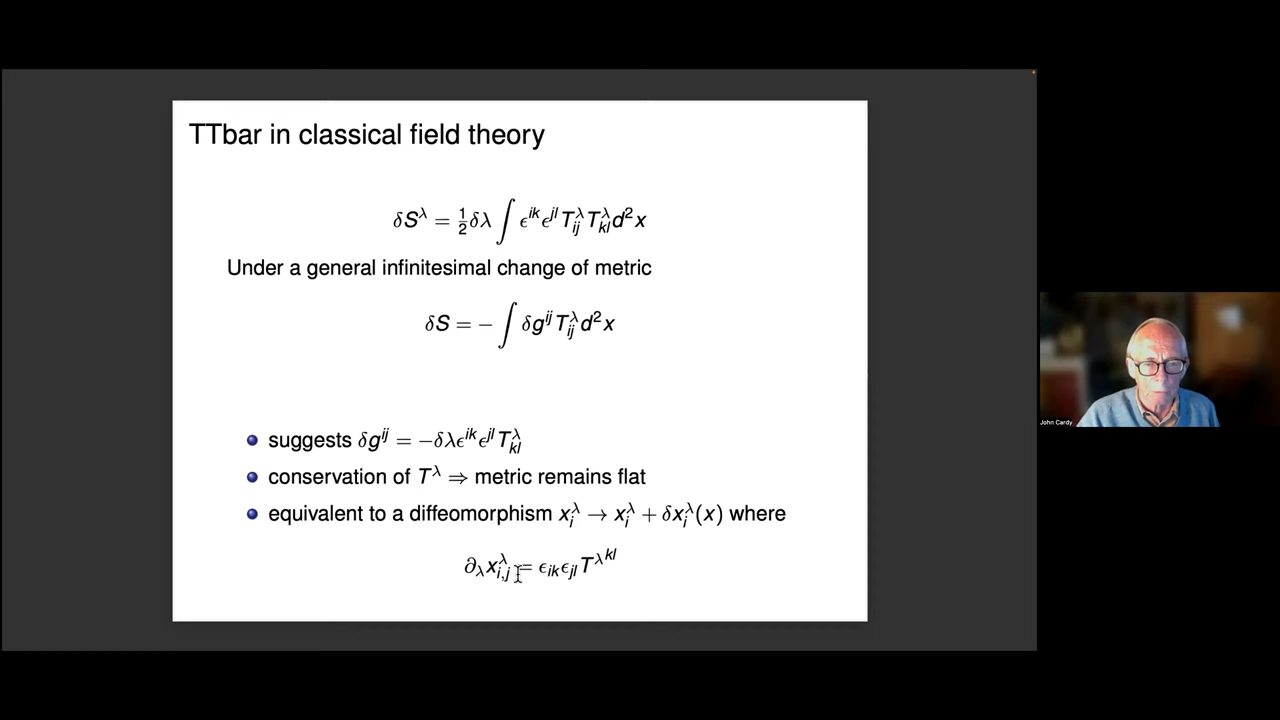 TTbar in classical field theory
δS^λ = ½δλ ∫ ϵ^{ik} ϵ^{jl} T^λ_{ij} T^λ_{kl} d²x
Under a general infinitesimal change of metric
δS = − ∫ δg^{ij} T^λ_{ij} d²x
suggests δg^{ij} = −δλϵ^{ik} ϵ^{jl} T^λ_{kl}
conservation of T^λ ⇒ metric remains flat
equivalent to a diffeomorphism x^λ_i → x^λ_i + δx^λ_i(x) where
∂_λ x^λ_{i,j} = ϵ_{ik} ϵ_{jl} T^{λ^{kl}}
John Cardy